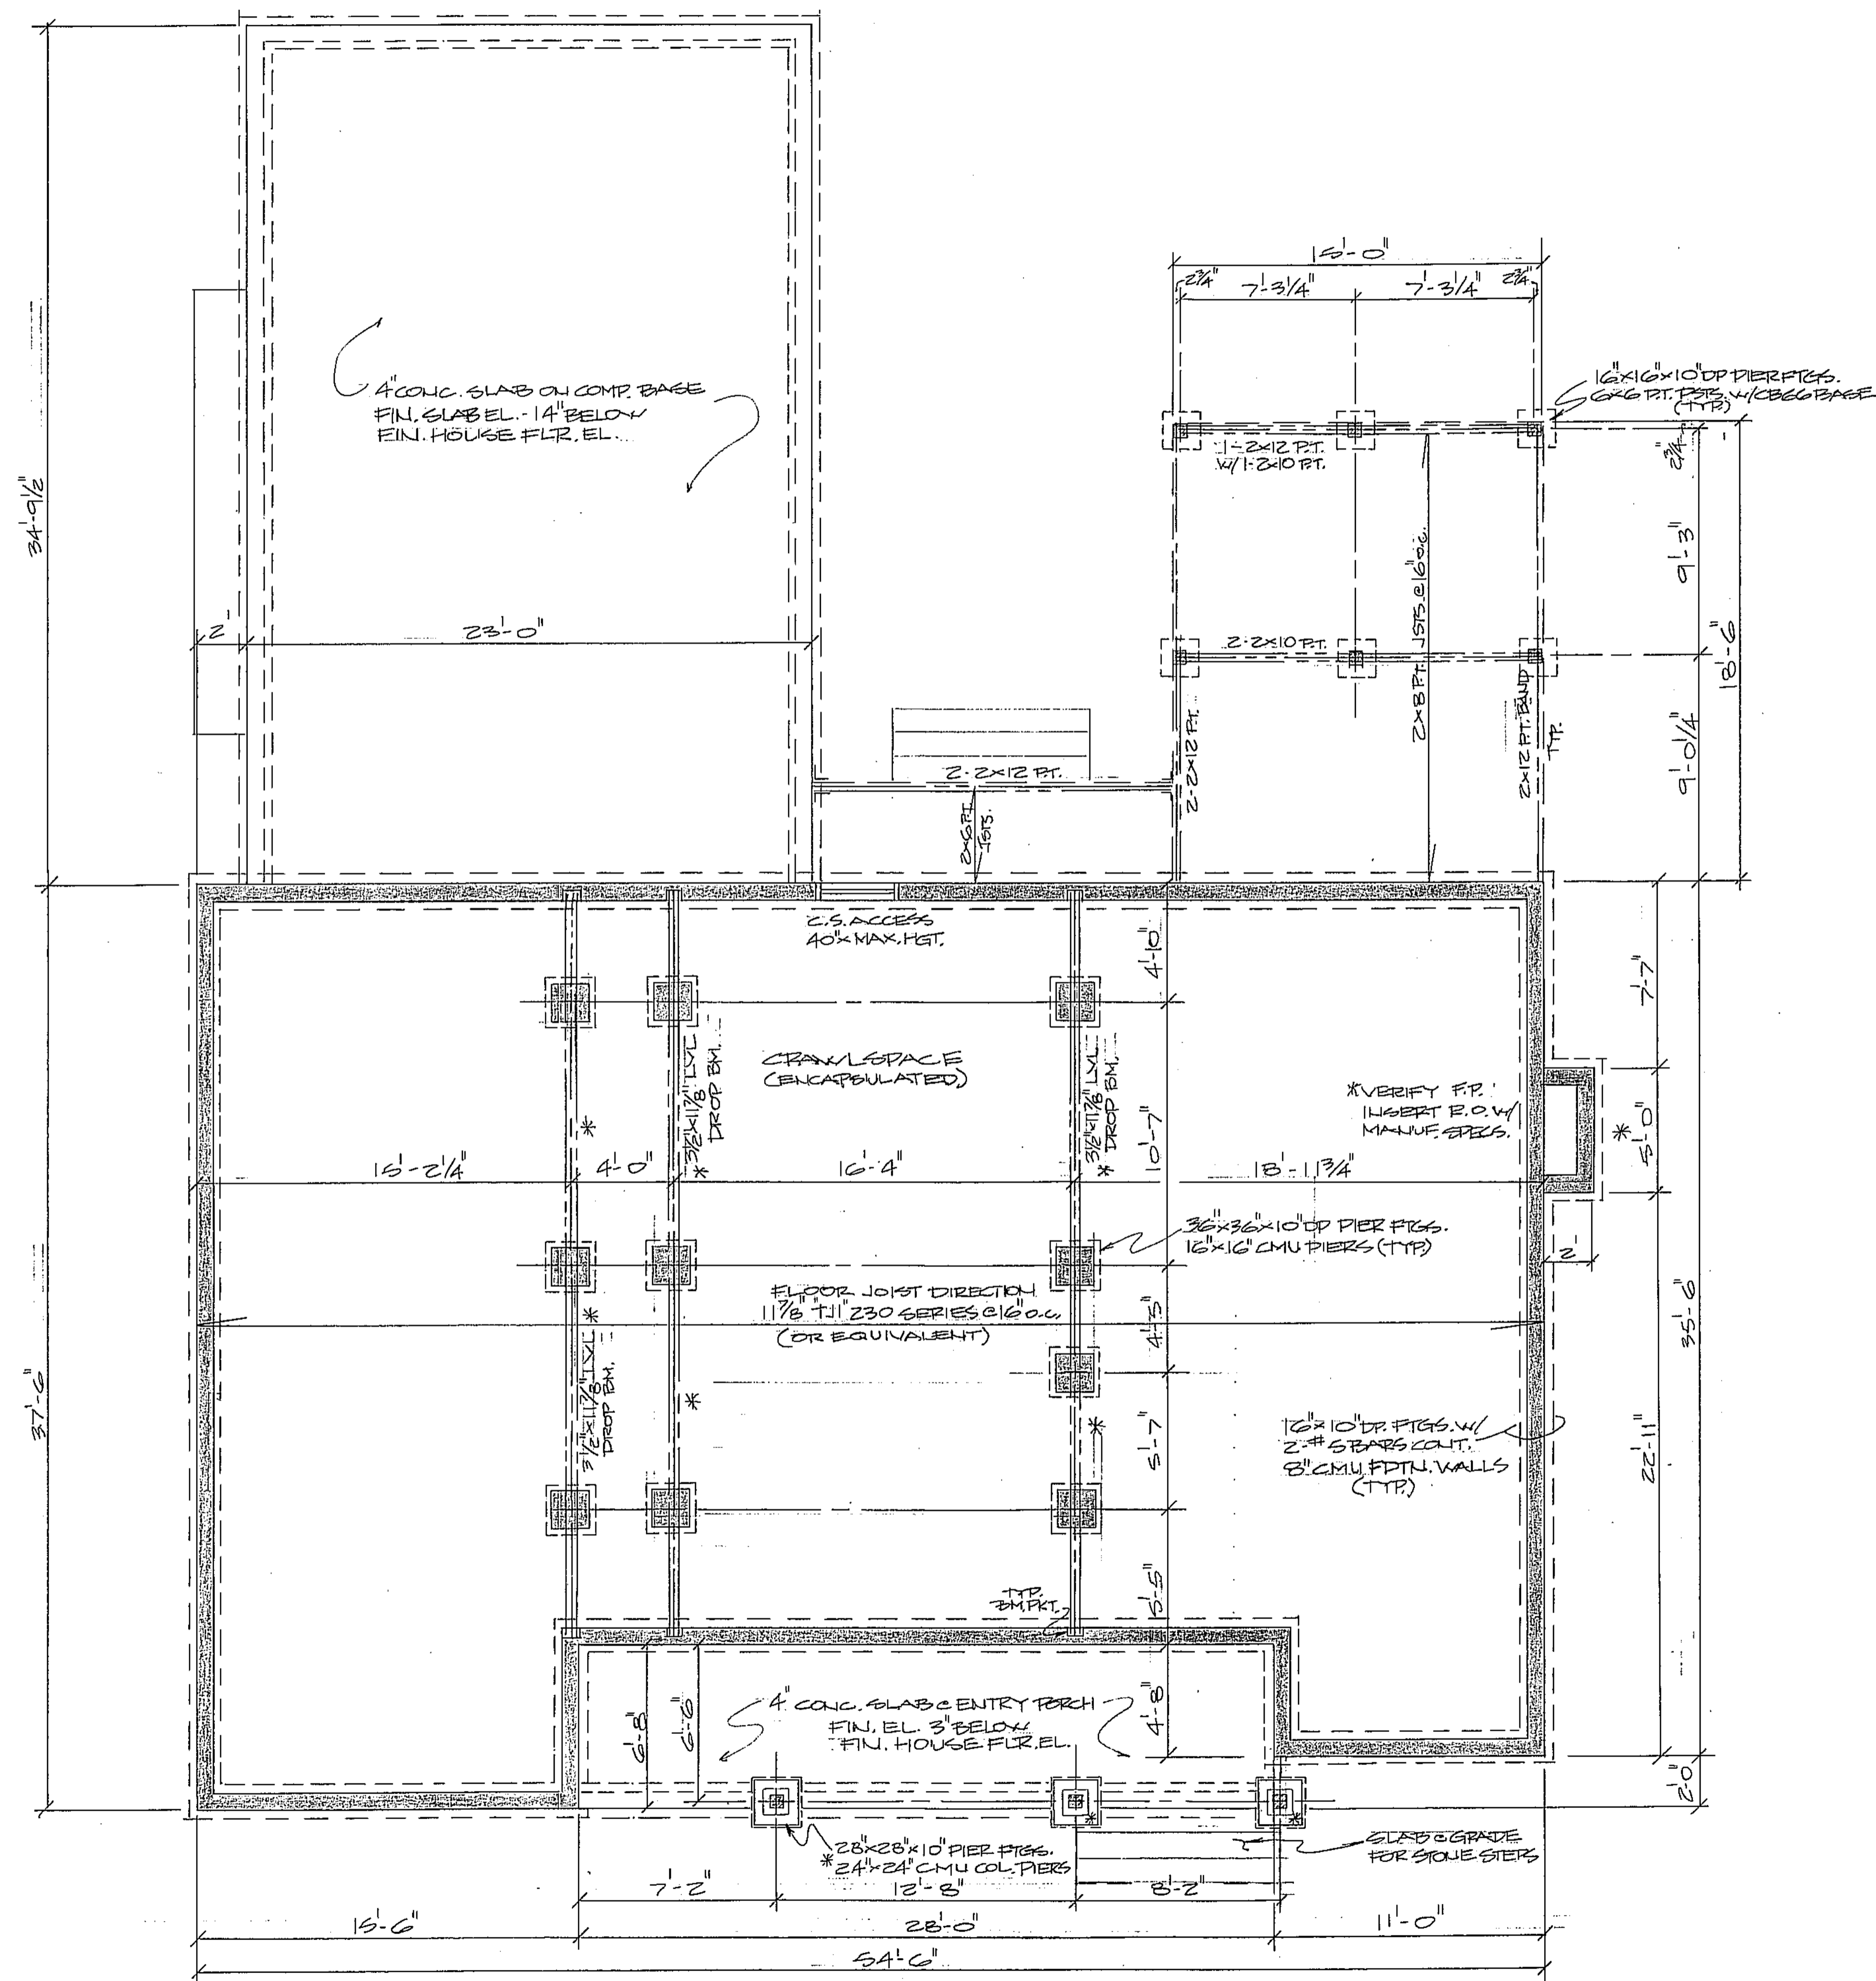 15'-0"
2 3/4"
7'-3 1/4"
7'-3 1/4"
2 3/4"
16"x16"x10"DP PIER FTGS.
6x6 P.T. PSTS. W/CB66 BASE
(TYP.)
4" CONC. SLAB ON COMP. BASE
FIN. SLAB EL. - 14" BELOW
FIN. HOUSE FLR. EL.
1-2x12 P.T.
W/1-2x10 P.T.
2 3/4"
34'-9 1/2"
9'-3"
2x8 P.T. JSTS. @ 16" o.c.
18'-6"
2'
23'-0"
2-2x10 P.T.
2-2x12 P.T.
2x12 P.T. BAND
TYP.
9'-0 1/4"
2-2x12 P.T.
2x6 P.T.
JSTS.
C.S. ACCESS
40"x MAX. HGT.
4'-10"
7'-7"
CRAWLSPACE
(ENCAPSULATED)
* 3 1/2"x11 7/8" LVL
DROP BM.
* 3 1/2"x11 7/8" LVL
DROP BM.
*
*VERIFY F.P.
INSERT R.O. W/
MANUF. SPECS.
*
5'-0"
10'-7"
15'-2 1/4"
4'-0"
16'-4"
18'-11 3/4"
36"x36"x10"DP PIER FTGS.
16"x16" CMU PIERS (TYP.)
2'
FLOOR JOIST DIRECTION
11 7/8" TJI 230 SERIES @ 16" o.c.
(OR EQUIVALENT)
4'-5"
35'-6"
3 1/2"x11 7/8" LVL *
DROP BM.
*
*
37'-6"
5'-7"
16"x10" DP. FTGS. W/
2-#5 BARS CONT.
8" CMU FDTN. WALLS
(TYP.)
22'-11"
TYP.
BM. PKT.
5'-5"
6'-8"
6'-6"
4" CONC. SLAB @ ENTRY PORCH
FIN. EL. 3" BELOW
FIN. HOUSE FLR. EL.
4'-8"
2'-0"
*
*
28"x28"x10" PIER FTGS.
* 24"x24" CMU COL. PIERS
SLAB @ GRADE
FOR STONE STEPS
7'-2"
12'-8"
8'-2"
15'-6"
28'-0"
11'-0"
54'-6"